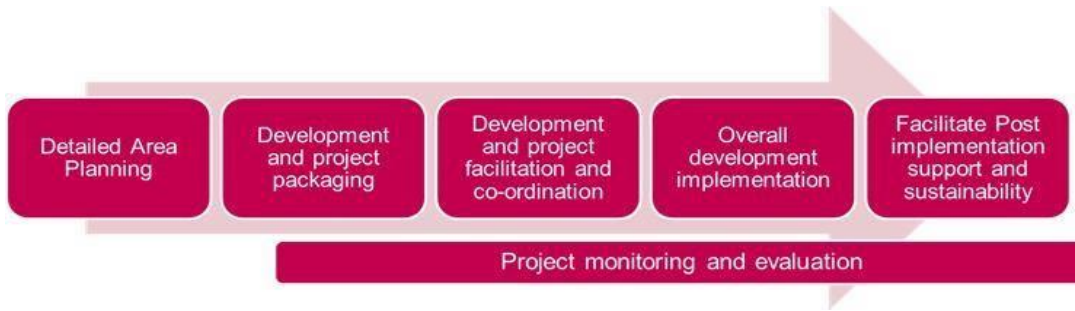 Detailed Area
Planning
Development
and project
packaging
Development
and project
facilitation and
co-ordination
Overall
development
implementation
Facilitate Post
implementation
support and
sustainability
Project monitoring and evaluation